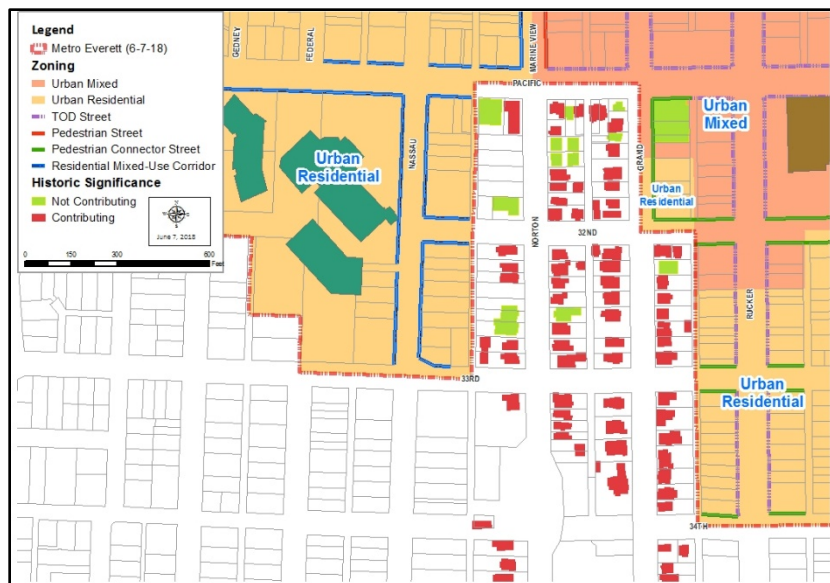 Legend
Metro Everett (6-7-18)
Zoning
Urban Mixed
Urban Residential
TOD Street
Pedestrian Street
Pedestrian Connector Street
Residential Mixed-Use Corridor
Historic Significance
Not Contributing
Contributing
N
June 7, 2018
0 150 300 600
Feet
GEDNEY
FEDERAL
MARINE VIEW
PACIFIC
Urban
Mixed
Urban
Residential
NASSAU
GRAND
Urban
Residential
NORTON
32ND
RUCKER
33RD
Urban
Residential
34TH